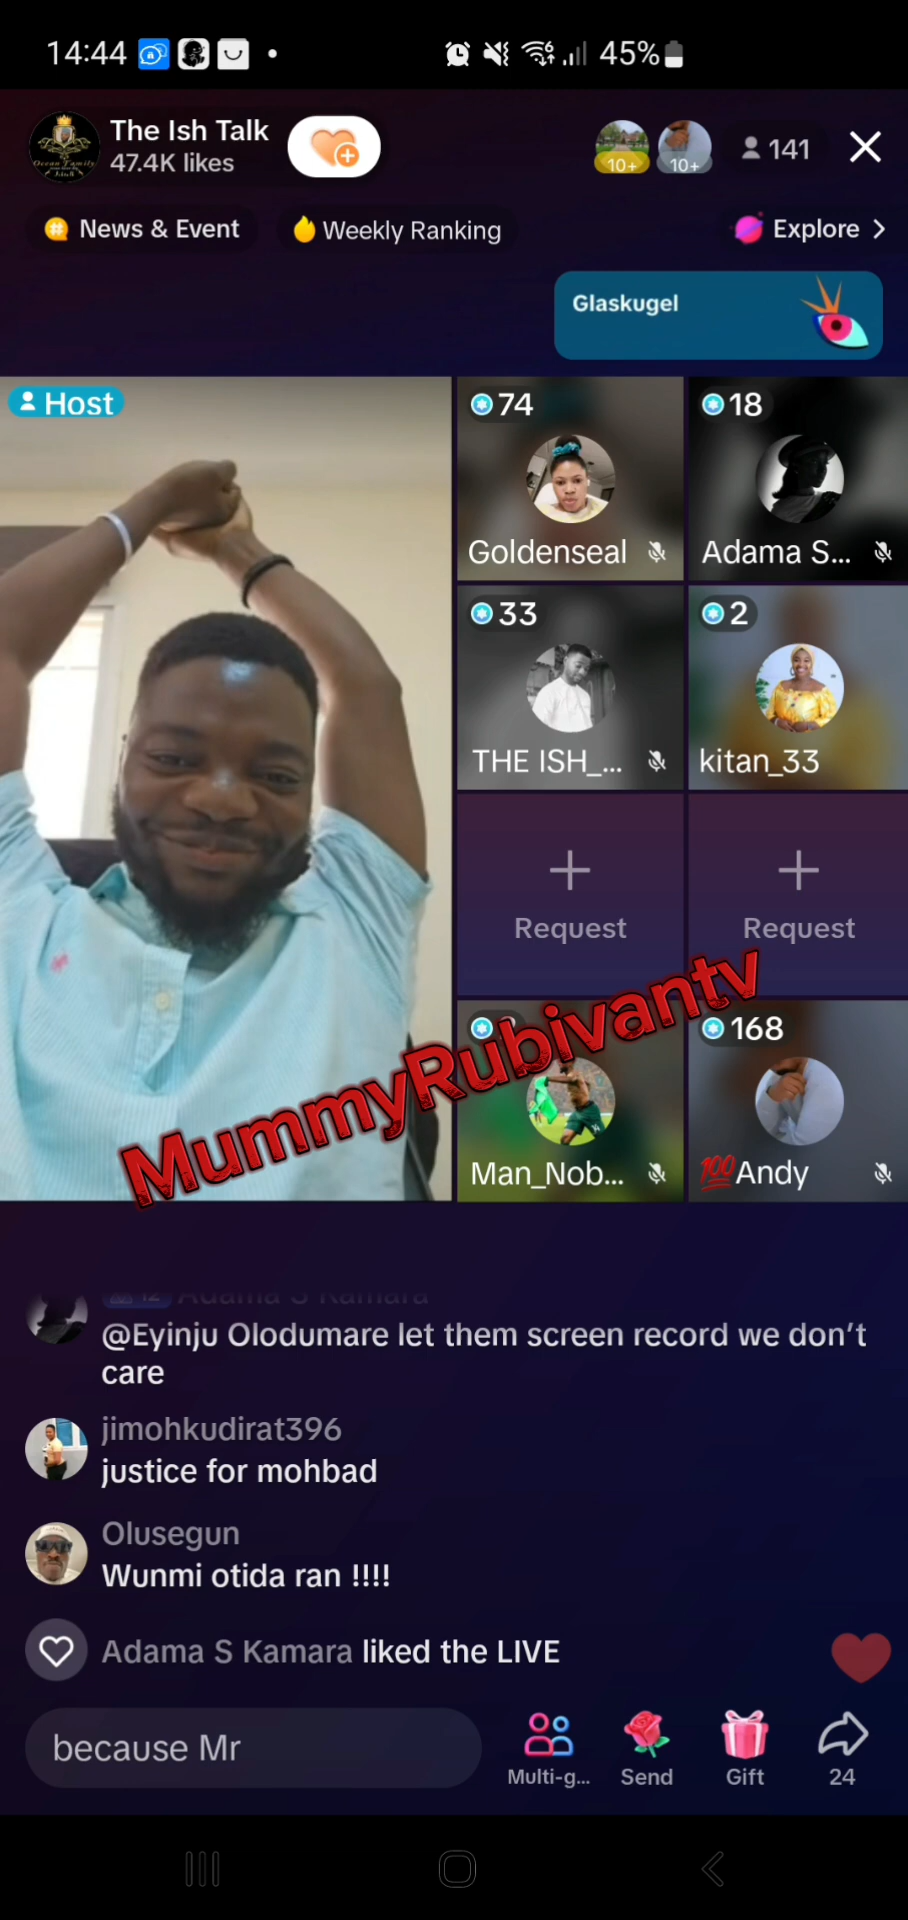 14:44
45%
The Ish Talk
47.4K likes
10+
10+
141
News & Event
Weekly Ranking
Explore >
Glaskugel
Host
74
18
Goldenseal
Adama S...
33
2
THE ISH_...
kitan_33
+
+
Request
Request
MummyRubivantv
168
Man_Nob...
💯Andy
Adama S Kamara
@Eyinju Olodumare let them screen record we don't
care
jimohkudirat396
justice for mohbad
Olusegun
Wunmi otida ran !!!!
Adama S Kamara liked the LIVE
because Mr
Multi-g...
Send
Gift
24